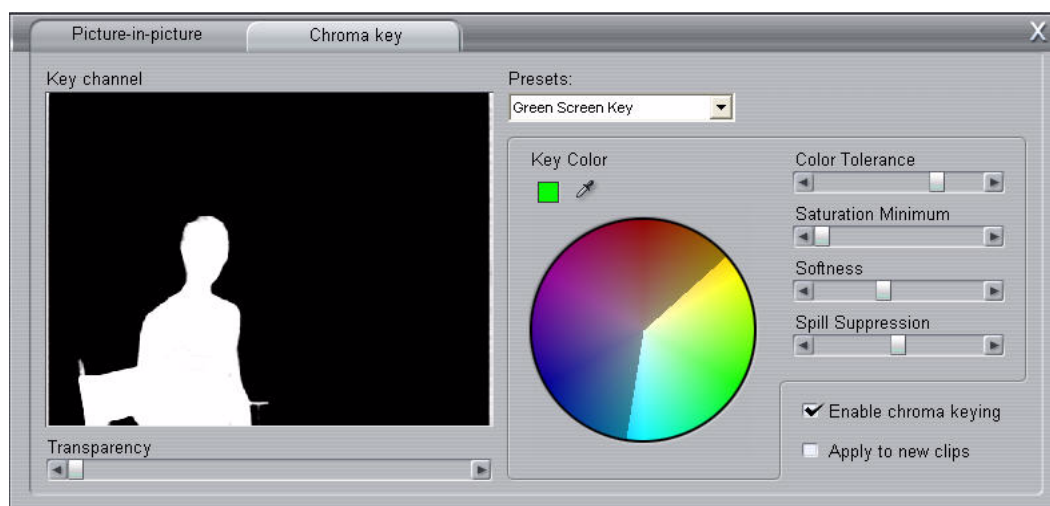 Picture-in-picture
Chroma key
X
Key channel
Presets:
Green Screen Key
Key Color
Color Tolerance
Saturation Minimum
Softness
Spill Suppression
Transparency
Enable chroma keying
Apply to new clips